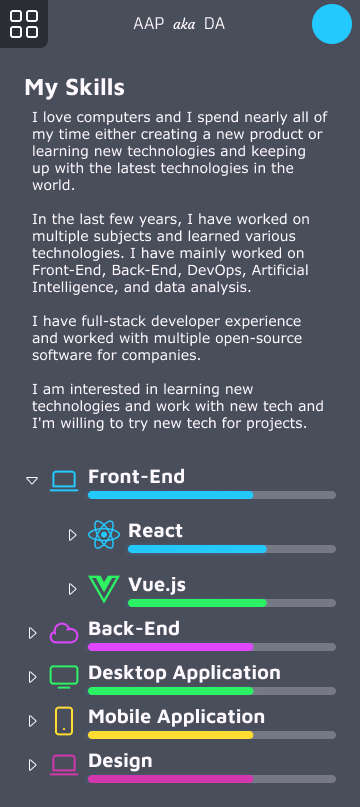 AAP aka DA
My Skills
I love computers and I spend nearly all of
my time either creating a new product or
learning new technologies and keeping
up with the latest technologies in the
world.
In the last few years, I have worked on
multiple subjects and learned various
technologies. I have mainly worked on
Front-End, Back-End, DevOps, Artificial
Intelligence, and data analysis.
I have full-stack developer experience
and worked with multiple open-source
software for companies.
I am interested in learning new
technologies and work with new tech and
I'm willing to try new tech for projects.
Front-End
React
Vue.js
Back-End
Desktop Application
Mobile Application
Design